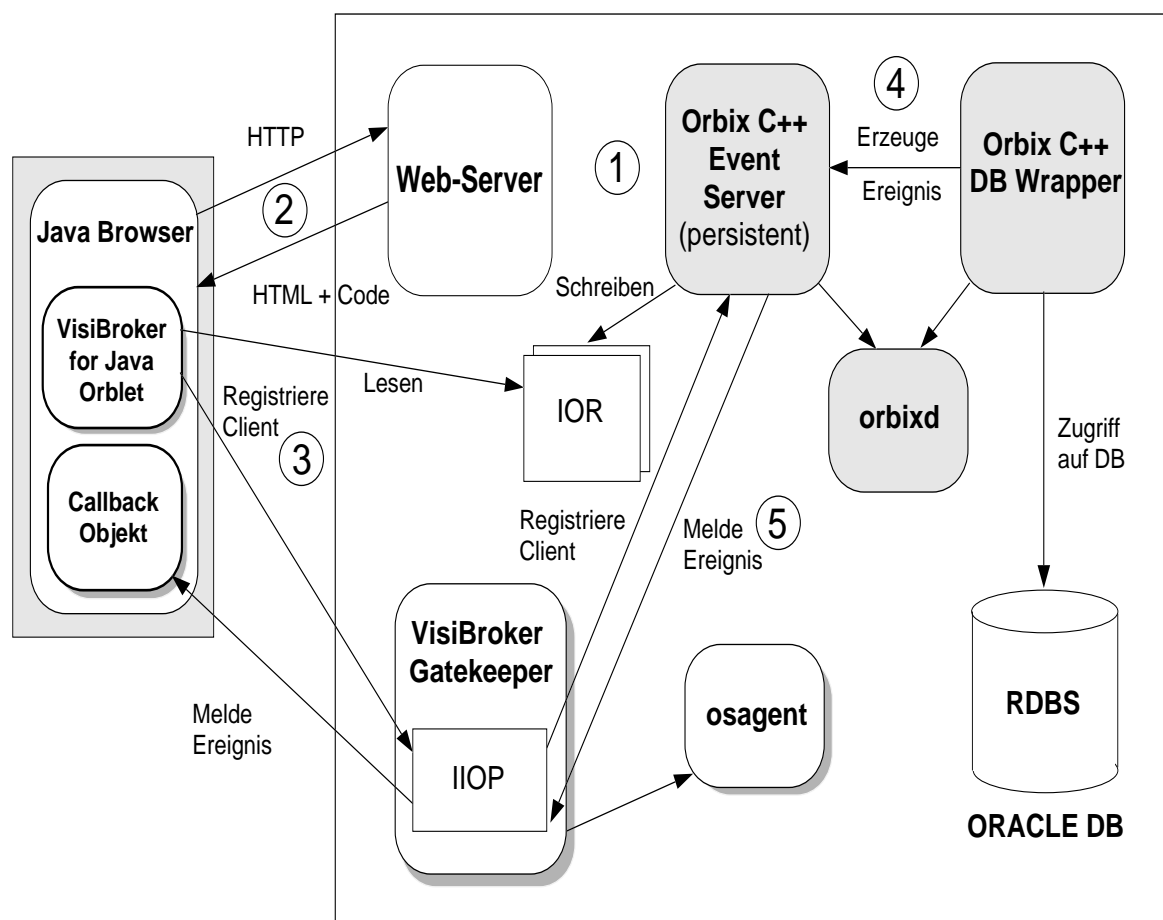 HTTP
2
HTML + Code
Java Browser
VisiBroker
for Java
Orblet
Callback
Objekt
Web-Server
1
Orbix C++
Event
Server
(persistent)
4
Erzeuge
Ereignis
Orbix C++
DB Wrapper
Schreiben
Lesen
IOR
orbixd
Zugriff
auf DB
Registriere
Client
3
Registriere
Client
Melde
Ereignis
5
VisiBroker
Gatekeeper
IIOP
Melde
Ereignis
osagent
RDBS
ORACLE DB